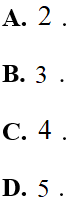 A. 2 .
B. 3 .
C. 4 .
D. 5 .